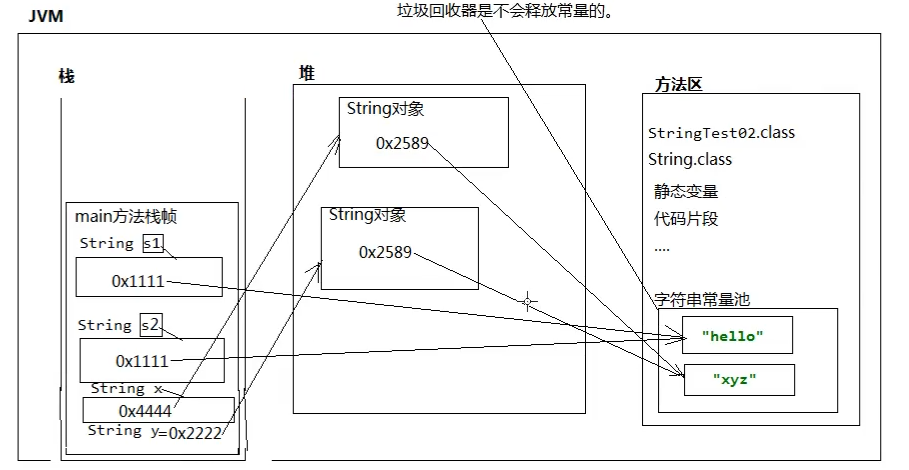 垃圾回收器是不会释放常量的。
JVM
栈
main方法栈帧
String s1
0x1111
String s2
0x1111
String x
0x4444
String y=0x2222
堆
String对象
0x2589
String对象
0x2589
方法区
StringTest02.class
String.class
静态变量
代码片段
....
字符串常量池
"hello"
"xyz"